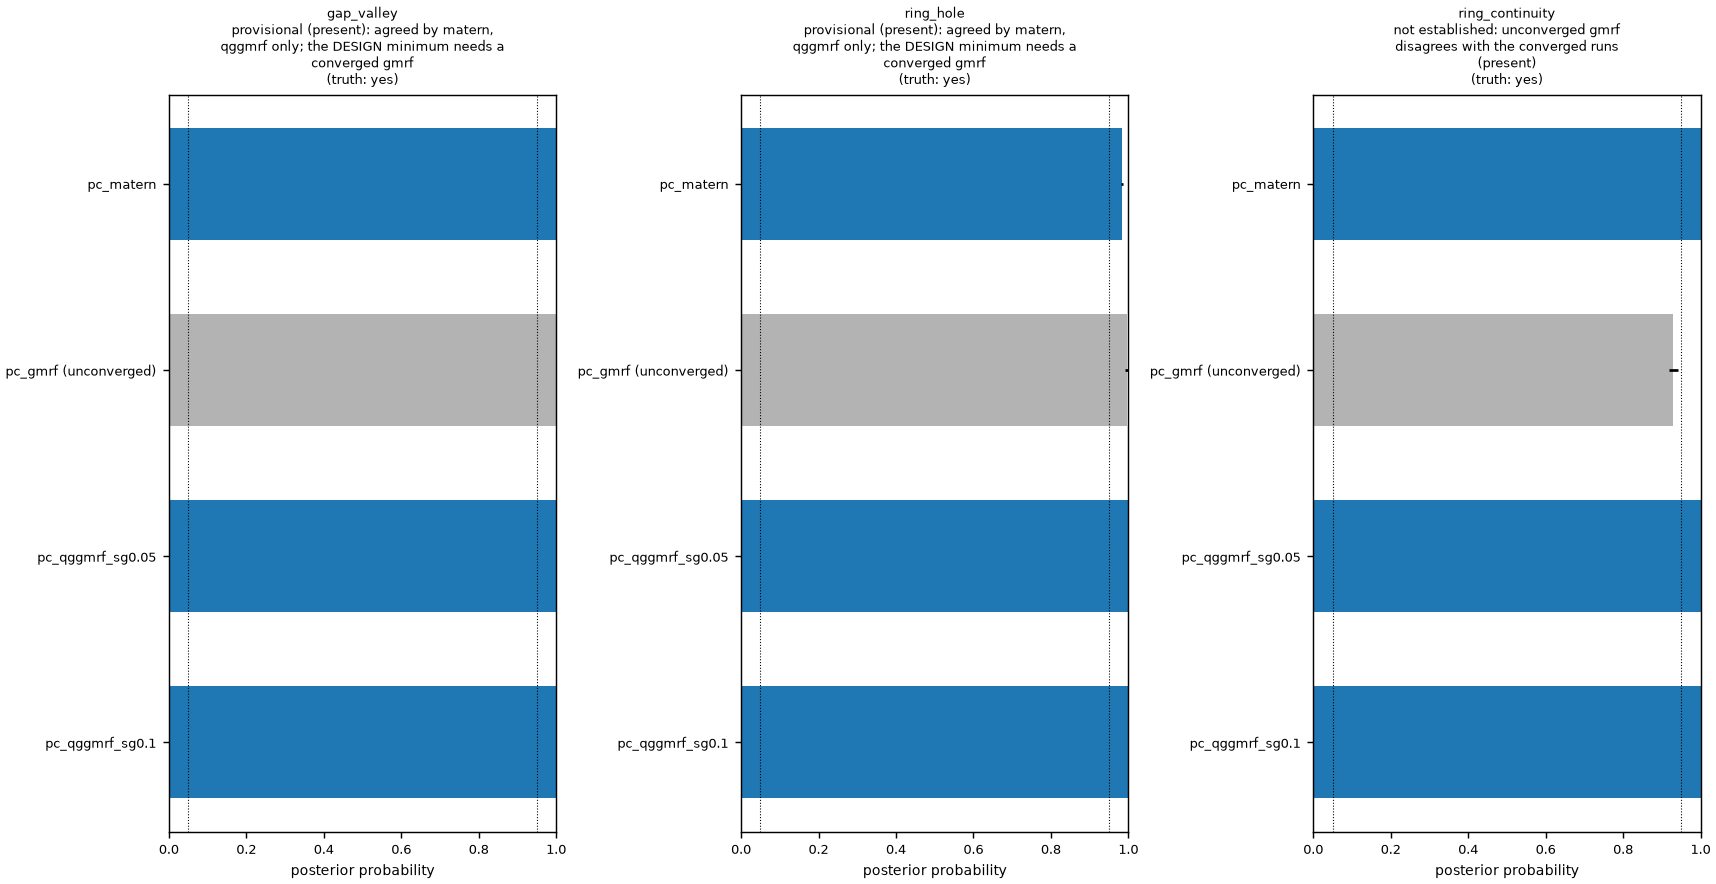 gap_valley
provisional (present): agreed by matern,
qggmrf only; the DESIGN minimum needs a
converged gmrf
(truth: yes)
pc_matern
pc_gmrf (unconverged)
pc_qggmrf_sg0.05
pc_qggmrf_sg0.1
0.0 0.2 0.4 0.6 0.8 1.0
posterior probability
ring_hole
provisional (present): agreed by matern,
qggmrf only; the DESIGN minimum needs a
converged gmrf
(truth: yes)
pc_matern
pc_gmrf (unconverged)
pc_qggmrf_sg0.05
pc_qggmrf_sg0.1
0.0 0.2 0.4 0.6 0.8 1.0
posterior probability
ring_continuity
not established: unconverged gmrf
disagrees with the converged runs
(present)
(truth: yes)
pc_matern
pc_gmrf (unconverged)
pc_qggmrf_sg0.05
pc_qggmrf_sg0.1
0.0 0.2 0.4 0.6 0.8 1.0
posterior probability